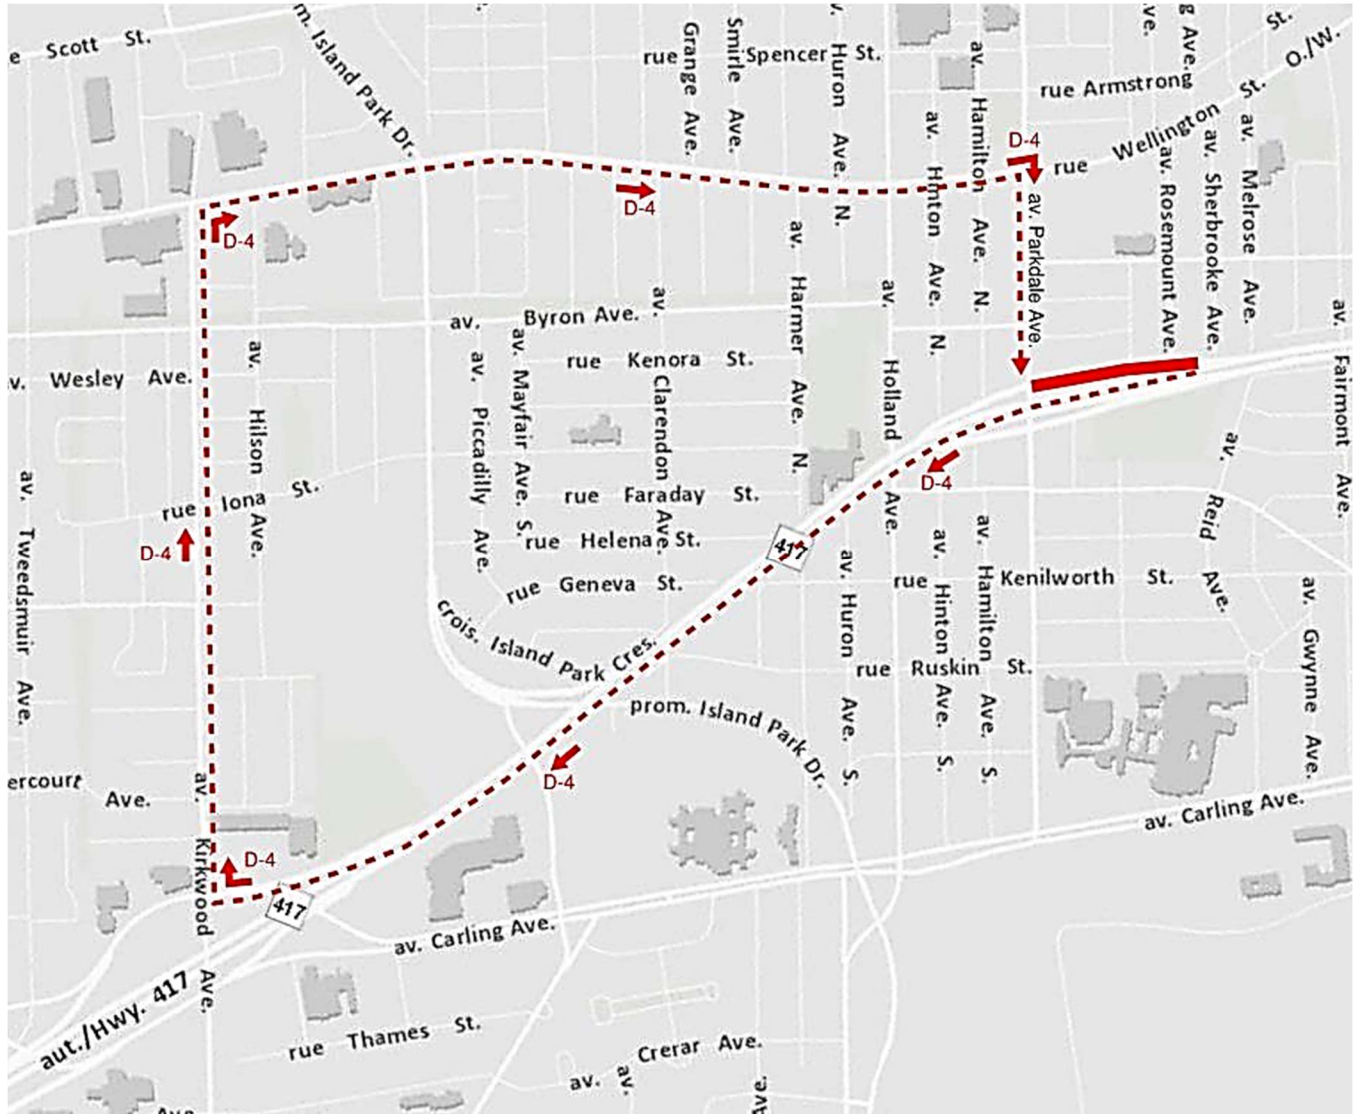 e Scott St.
m. Island Park Dr.
Grange Ave.
Smirle Ave.
rue Spencer St.
av. Huron Ave. N.
av. Hamilton Ave. N.
av. Hinton Ave. N.
rue Armstrong
St.
O./W.
rue Wellington St.
D-4
D-4
D-4
av. Parkdale Ave.
av. Rosemount Ave.
av. Sherbrooke Ave.
av. Melrose Ave.
av. Harmer Ave. N.
av. Holland Ave.
av. Fairmont Ave.
av. Byron Ave.
rue Kenora St.
v. Wesley Ave.
av. Hilson Ave.
av. Piccadilly Ave.
av. Mayfair Ave. S.
av. Clarendon Ave.
rue Faraday St.
rue Helena St.
rue Geneva St.
rue Iona St.
D-4
D-4
417
av. Tweedsmuir Ave.
crois. Island Park Cres.
prom. Island Park Dr.
D-4
av. Huron Ave. S.
av. Hinton Ave. S.
av. Hamilton Ave. S.
rue Kenilworth St.
rue Ruskin St.
av. Reid Ave.
av. Gwynne Ave.
ercourt Ave.
av. Kirkwood Ave.
D-4
417
av. Carling Ave.
av. Carling Ave.
aut./Hwy. 417
rue Thames St.
av. Crerar Ave.
av.